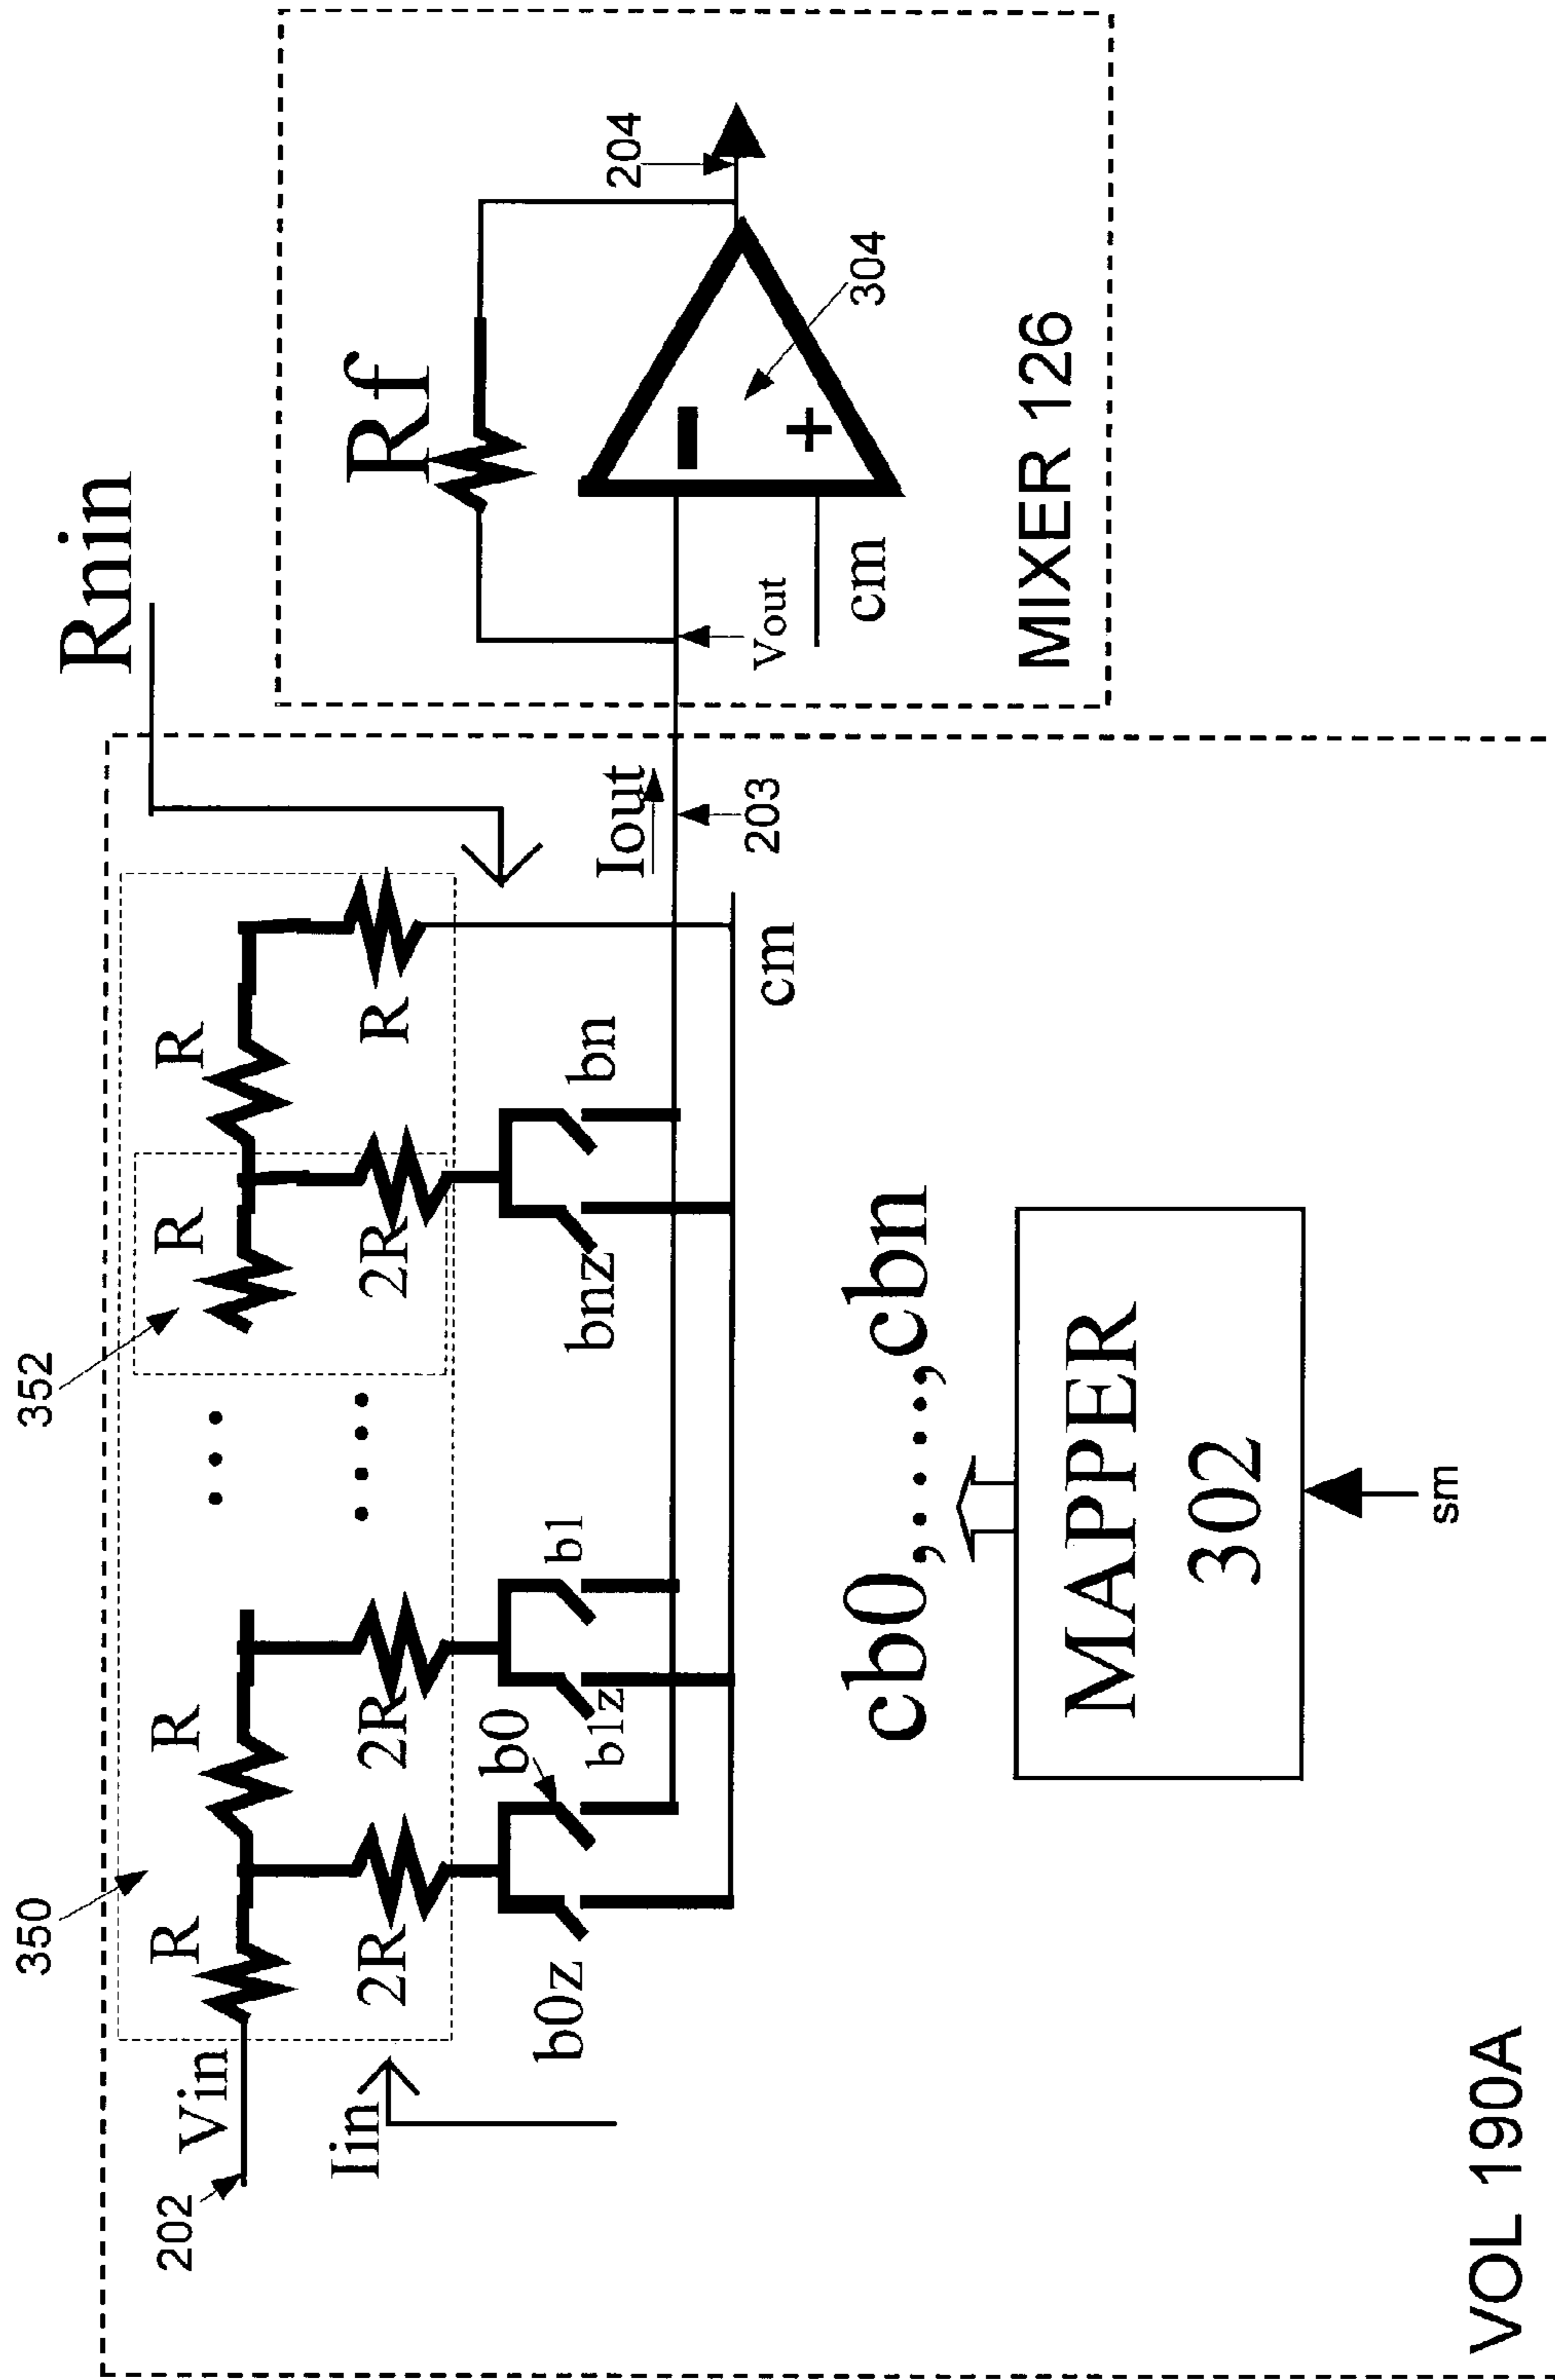 Rnin
350
352
202
Vin
R
R
R
R
Rf
204
Iin
2R
2R
2R
R
304
b0z
b0
b1z
b1
bnz
bn
Iout
203
Vout
cm
cm
cb0,....,cbn
MAPPER
302
sm
VOL 190A
MIXER 126